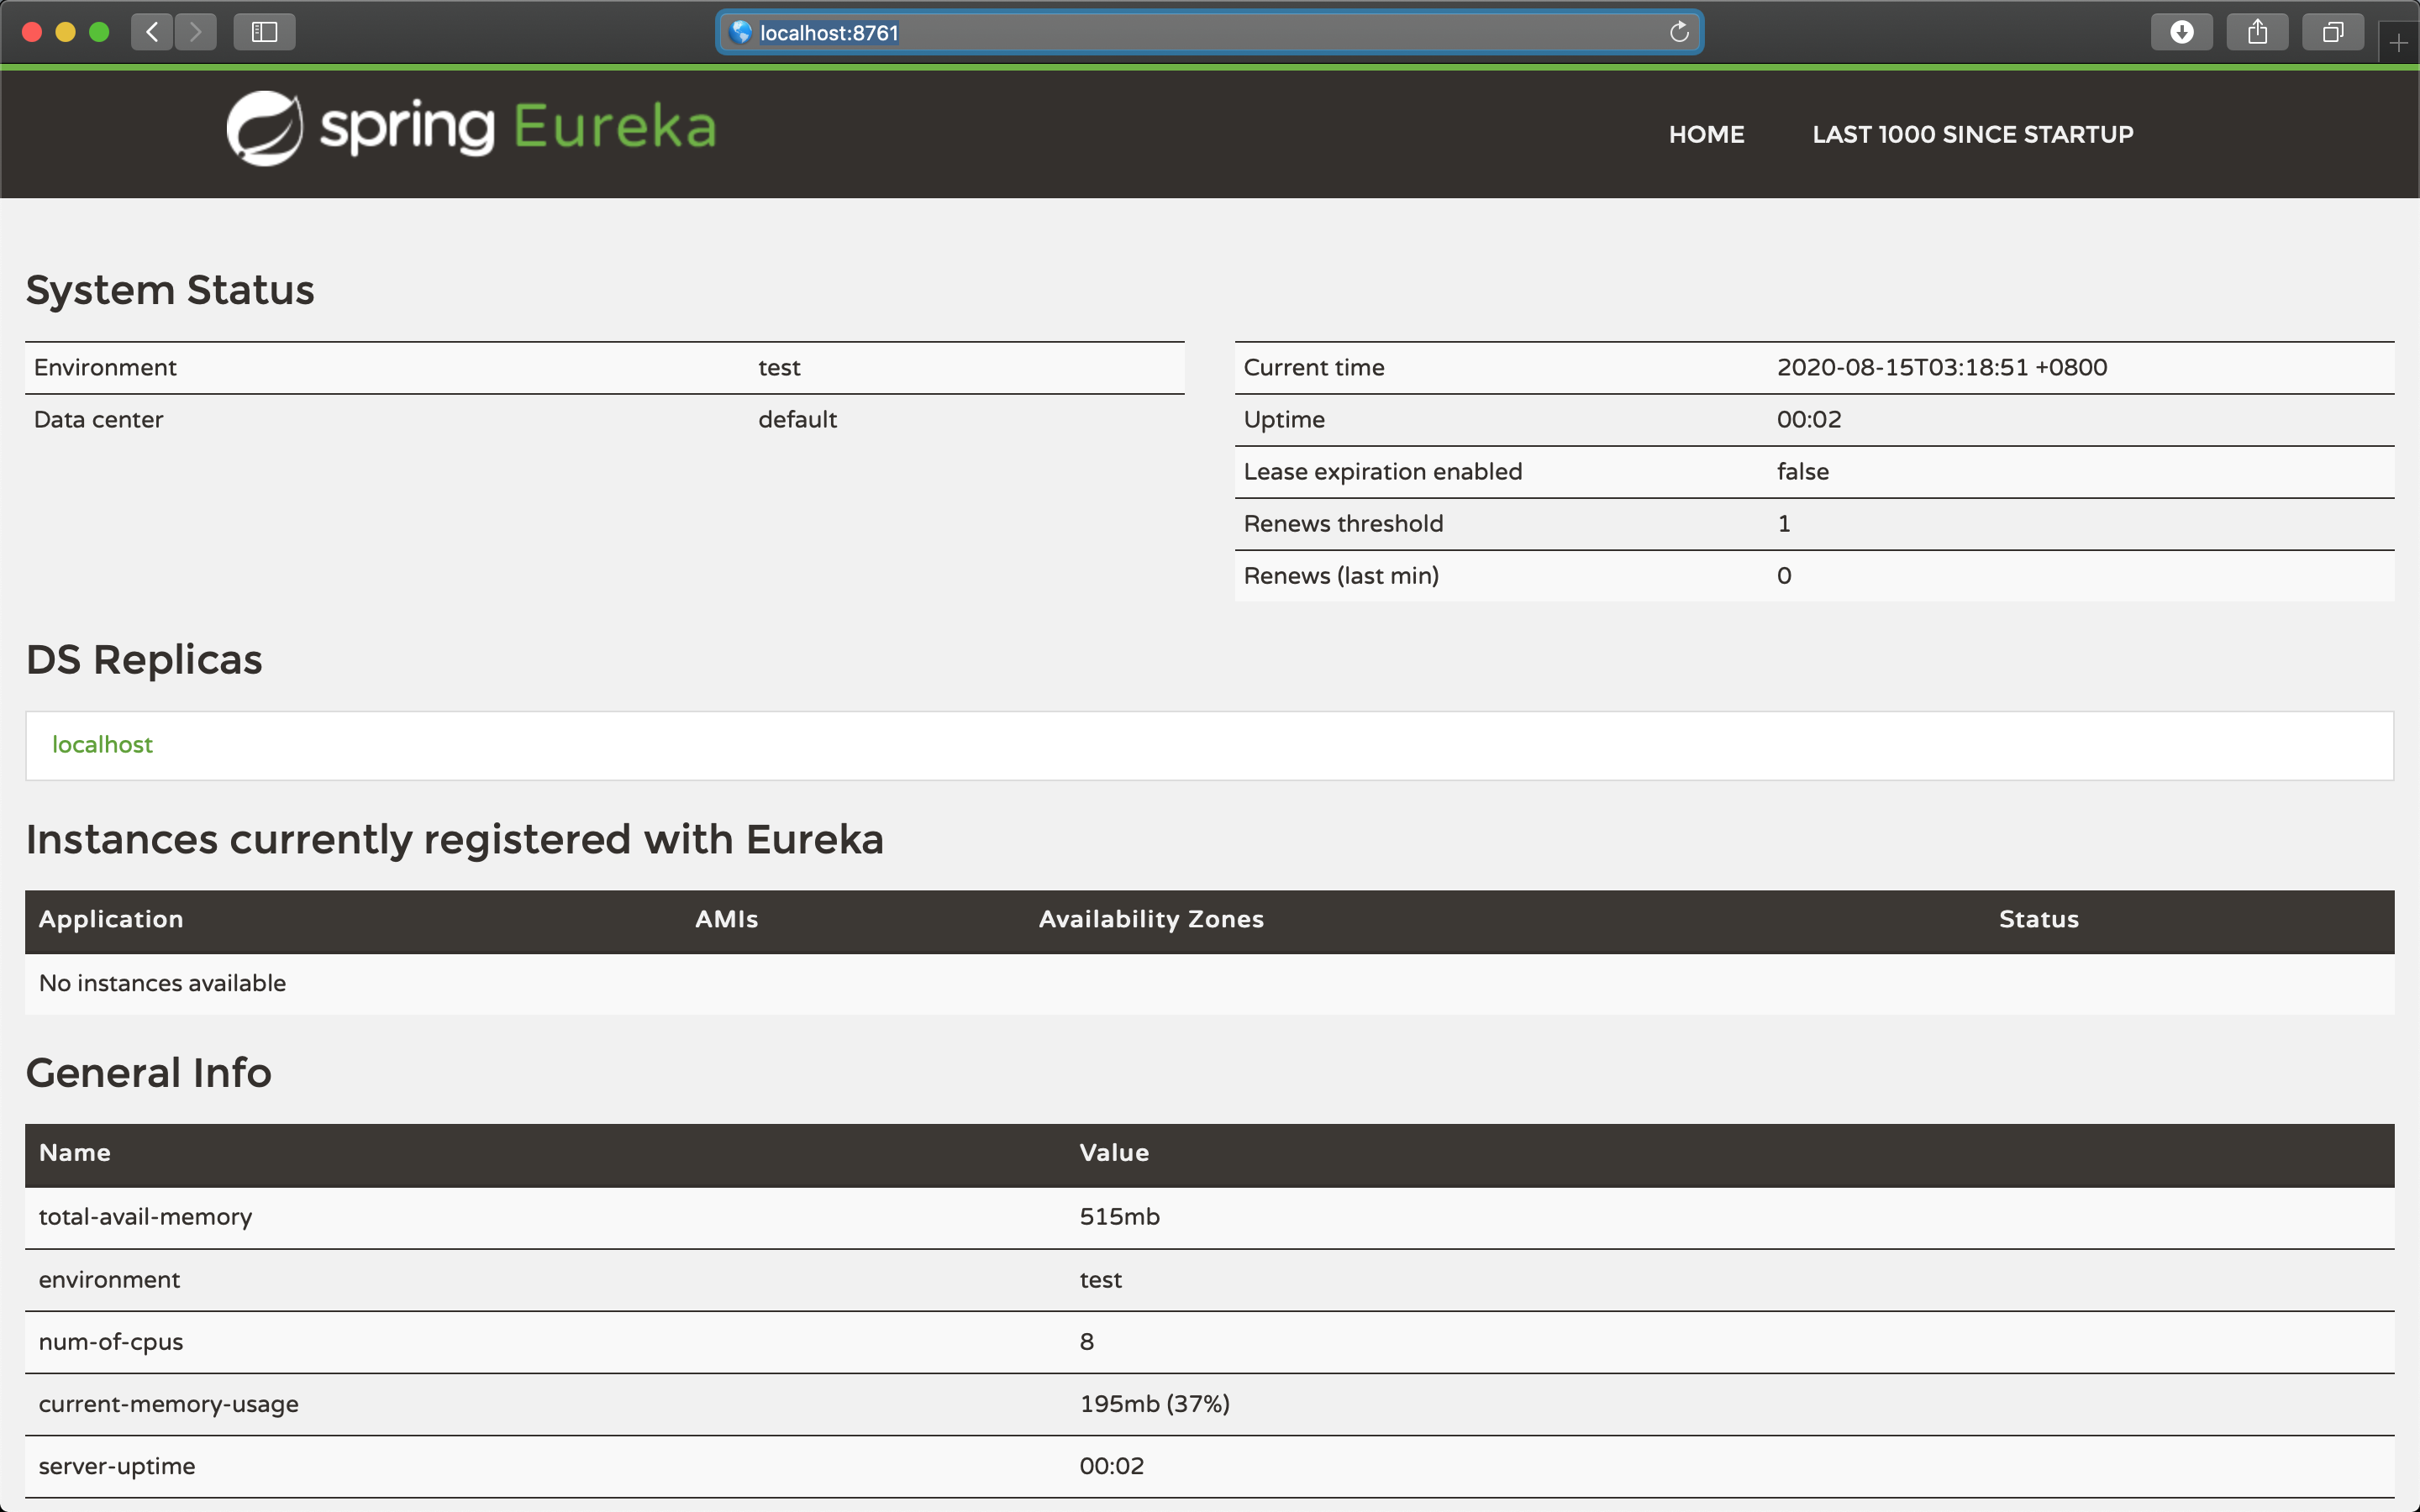 localhost:8761
spring Eureka
HOME LAST 1000 SINCE STARTUP
System Status
Environment test
Data center default
Current time 2020-08-15T03:18:51 +0800
Uptime 00:02
Lease expiration enabled false
Renews threshold 1
Renews (last min) 0
DS Replicas
localhost
Instances currently registered with Eureka
Application AMIs Availability Zones Status
No instances available
General Info
Name Value
total-avail-memory 515mb
environment test
num-of-cpus 8
current-memory-usage 195mb (37%)
server-uptime 00:02